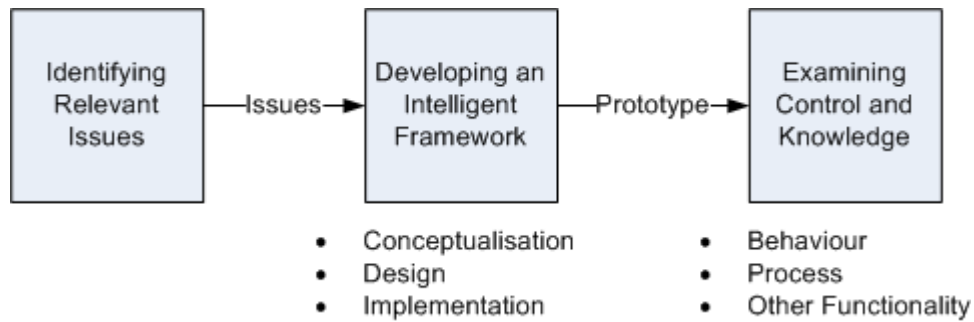 Identifying
Relevant
Issues
Issues
Developing an
Intelligent
Framework
Prototype
Examining
Control and
Knowledge
• Conceptualisation
• Design
• Implementation
• Behaviour
• Process
• Other Functionality